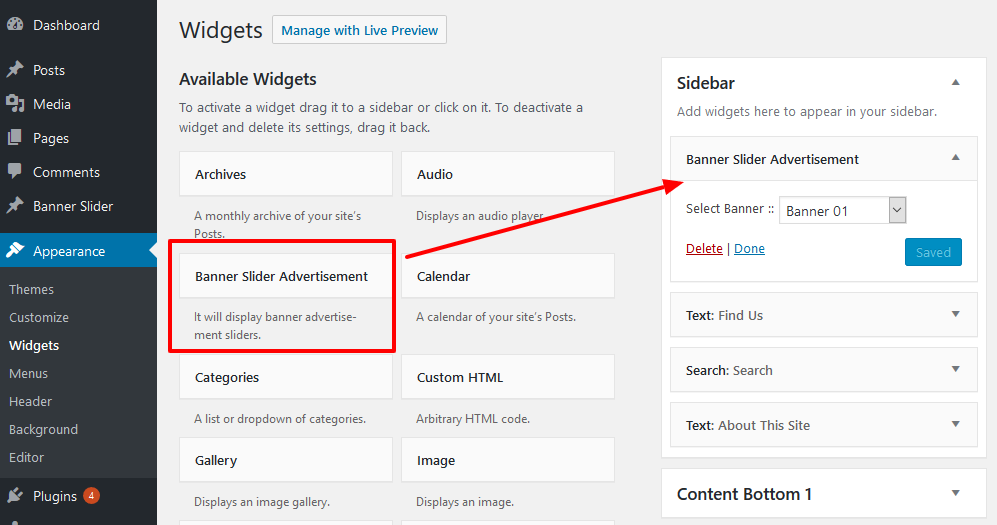 Dashboard
Posts
Media
Pages
Comments
Banner Slider
Appearance
Themes
Customize
Widgets
Menus
Header
Background
Editor
Plugins 4
Widgets
Manage with Live Preview
Available Widgets
To activate a widget drag it to a sidebar or click on it. To deactivate a
widget and delete its settings, drag it back.
Archives
A monthly archive of your site's
Posts.
Audio
Displays an audio player.
Banner Slider Advertisement
It will display banner advertise-
ment sliders.
Calendar
A calendar of your site's Posts.
Categories
A list or dropdown of categories.
Custom HTML
Arbitrary HTML code.
Gallery
Displays an image gallery.
Image
Displays an image.
Sidebar
Add widgets here to appear in your sidebar.
Banner Slider Advertisement
Select Banner :: Banner 01
Delete | Done
Saved
Text: Find Us
Search: Search
Text: About This Site
Content Bottom 1